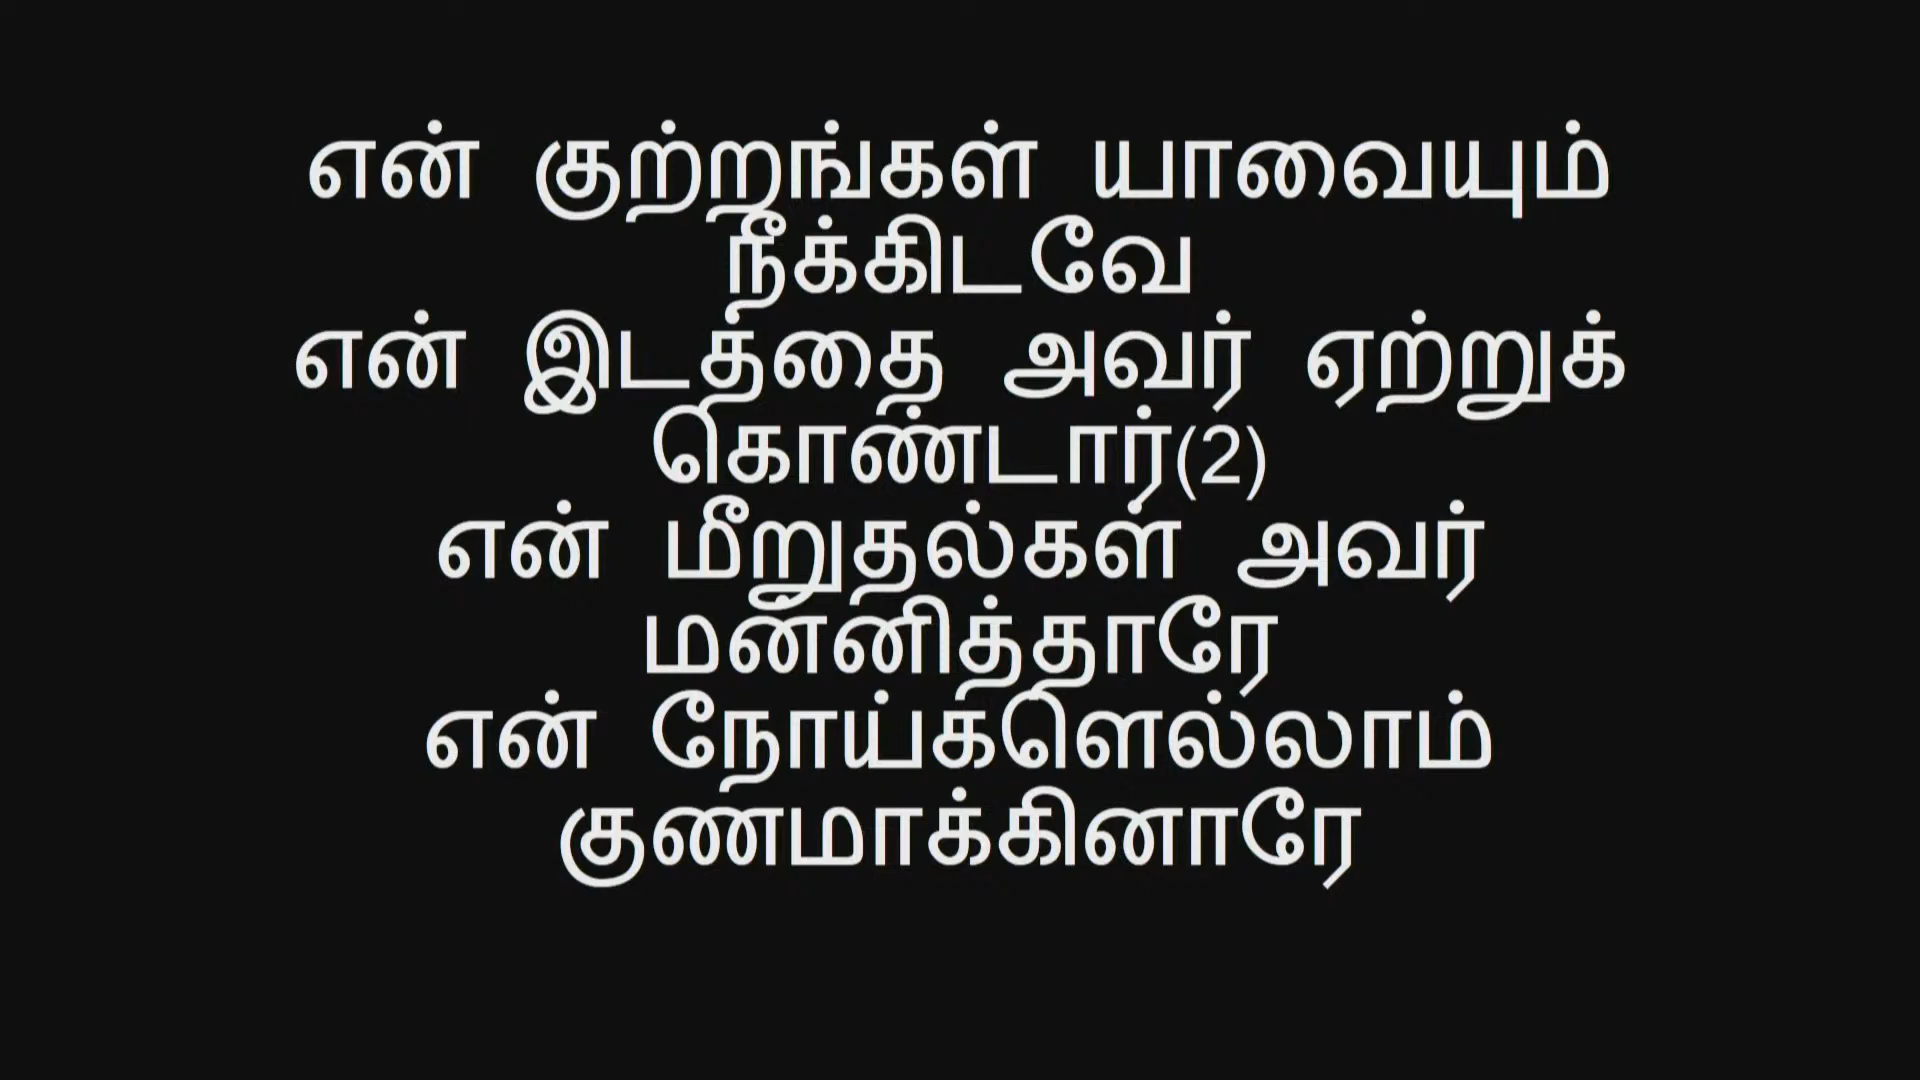 என் குற்றங்கள் யாவையும்
நீக்கிடவே
என் இடத்தை அவர் ஏற்றுக்
கொண்டார்(2)
என் மீறுதல்கள் அவர்
மன்னித்தாரே
என் நோய்களெல்லாம்
குணமாக்கினாரே